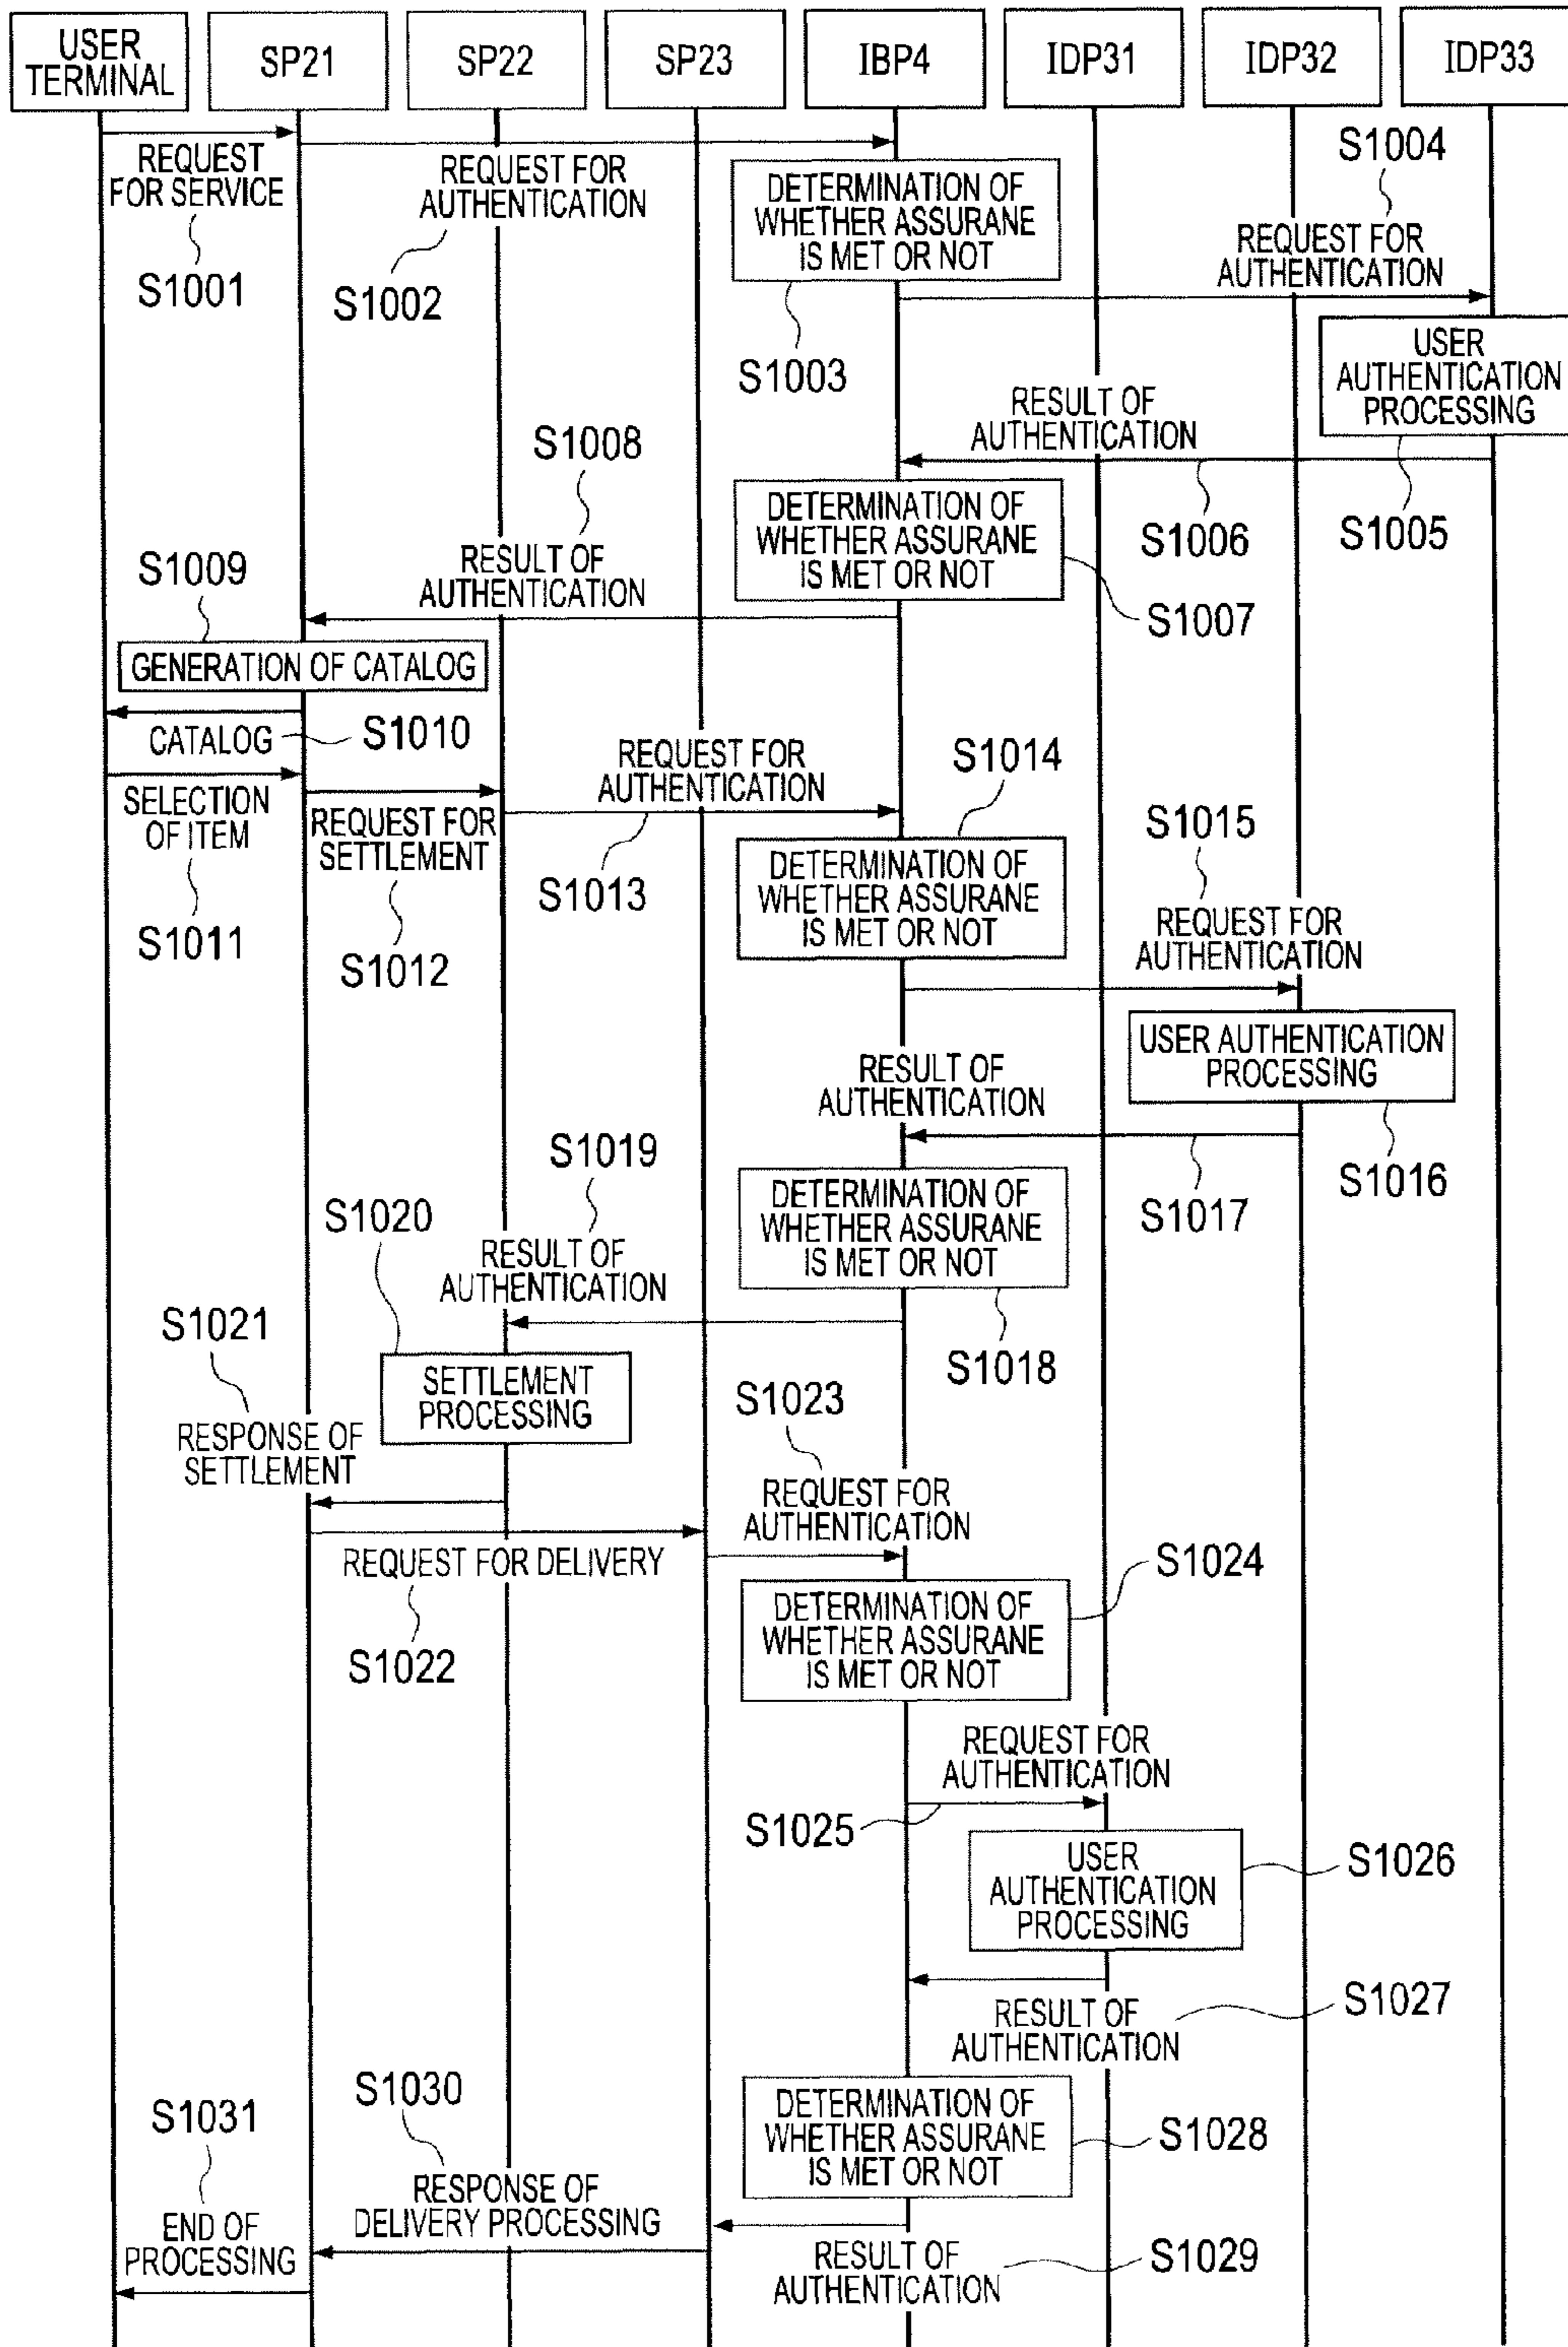 USER
TERMINAL
SP21
SP22
SP23
IBP4
IDP31
IDP32
IDP33
REQUEST
FOR SERVICE
S1001
REQUEST FOR
AUTHENTICATION
S1002
DETERMINATION OF
WHETHER ASSURANE
IS MET OR NOT
S1003
S1004
REQUEST FOR
AUTHENTICATION
USER
AUTHENTICATION
PROCESSING
S1005
RESULT OF
AUTHENTICATION
S1006
DETERMINATION OF
WHETHER ASSURANE
IS MET OR NOT
S1007
S1008
RESULT OF
AUTHENTICATION
S1009
GENERATION OF CATALOG
CATALOG
S1010
SELECTION
OF ITEM
S1011
REQUEST FOR
SETTLEMENT
S1012
REQUEST FOR
AUTHENTICATION
S1013
S1014
DETERMINATION OF
WHETHER ASSURANE
IS MET OR NOT
S1015
REQUEST FOR
AUTHENTICATION
USER AUTHENTICATION
PROCESSING
S1016
RESULT OF
AUTHENTICATION
S1017
DETERMINATION OF
WHETHER ASSURANE
IS MET OR NOT
S1018
S1019
RESULT OF
AUTHENTICATION
S1020
SETTLEMENT
PROCESSING
S1021
RESPONSE OF
SETTLEMENT
REQUEST FOR DELIVERY
S1022
S1023
REQUEST FOR
AUTHENTICATION
DETERMINATION OF
WHETHER ASSURANE
IS MET OR NOT
S1024
REQUEST FOR
AUTHENTICATION
S1025
USER
AUTHENTICATION
PROCESSING
S1026
RESULT OF
AUTHENTICATION
S1027
DETERMINATION OF
WHETHER ASSURANE
IS MET OR NOT
S1028
RESULT OF
AUTHENTICATION
S1029
S1030
RESPONSE OF
DELIVERY PROCESSING
S1031
END OF
PROCESSING